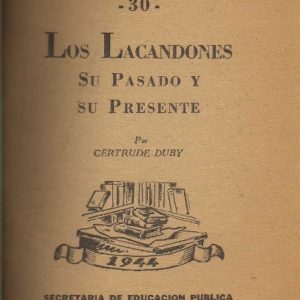 - 30 -
LOS LACANDONES
SU PASADO Y
SU PRESENTE
Por
GERTRUDE DUBY
1944
SECRETARIA DE EDUCACION PUBLICA